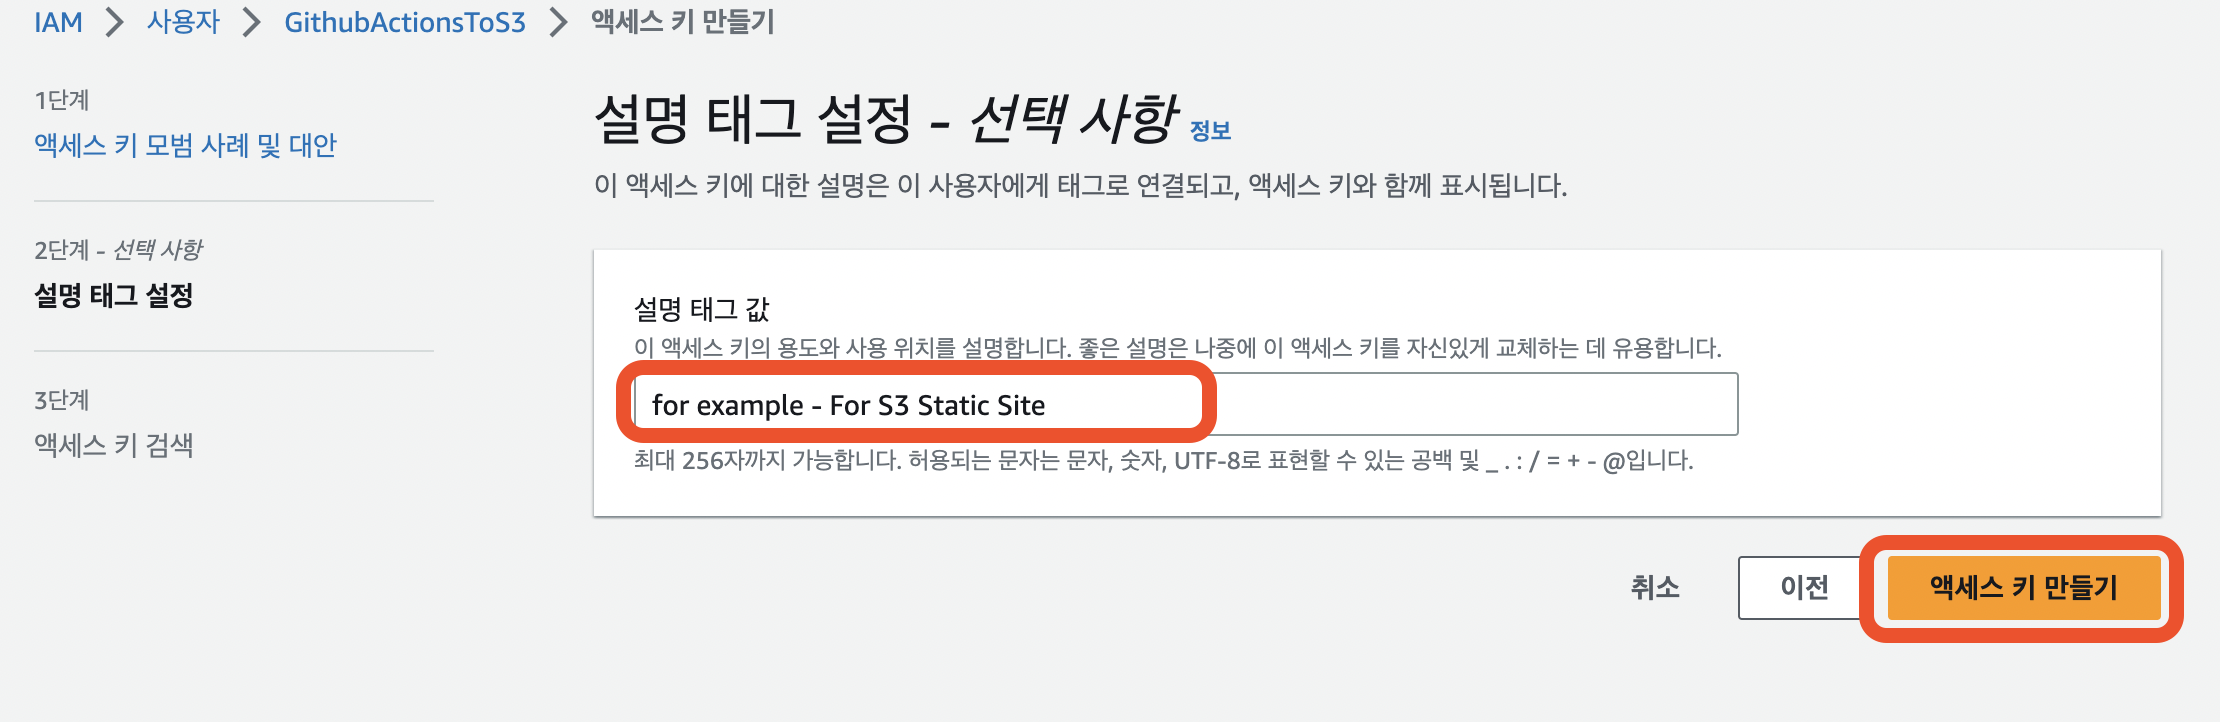 IAM > 사용자 > GithubActionsToS3 > 액세스 키 만들기
1단계
액세스 키 모범 사례 및 대안
2단계 - 선택 사항
설명 태그 설정
3단계
액세스 키 검색
설명 태그 설정 - 선택 사항 정보
이 액세스 키에 대한 설명은 이 사용자에게 태그로 연결되고, 액세스 키와 함께 표시됩니다.
설명 태그 값
이 액세스 키의 용도와 사용 위치를 설명합니다. 좋은 설명은 나중에 이 액세스 키를 자신있게 교체하는 데 유용합니다.
for example - For S3 Static Site
최대 256자까지 가능합니다. 허용되는 문자는 문자, 숫자, UTF-8로 표현할 수 있는 공백 및 _ . : / = + - @입니다.
취소 이전 액세스 키 만들기